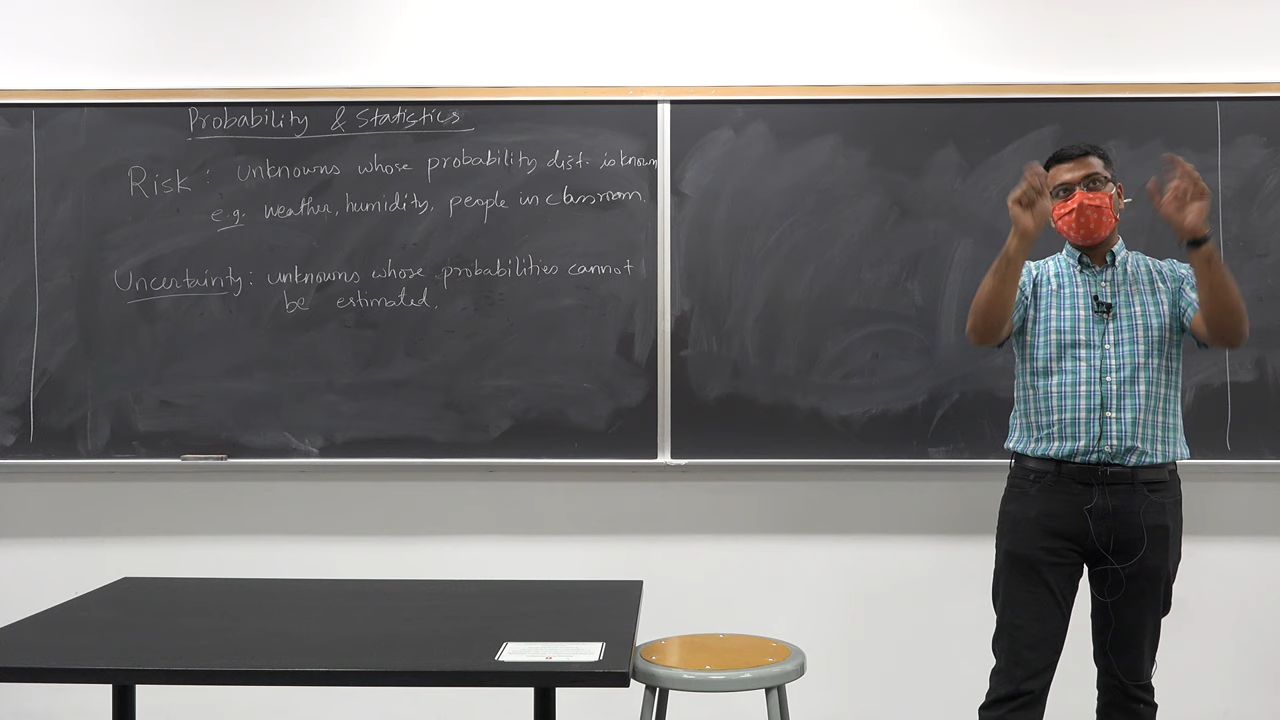 Probability & Statistics
Risk: unknowns whose probability dist. is known
e.g. weather, humidity, people in classroom.
Uncertainty: unknowns whose probabilities cannot
be estimated.